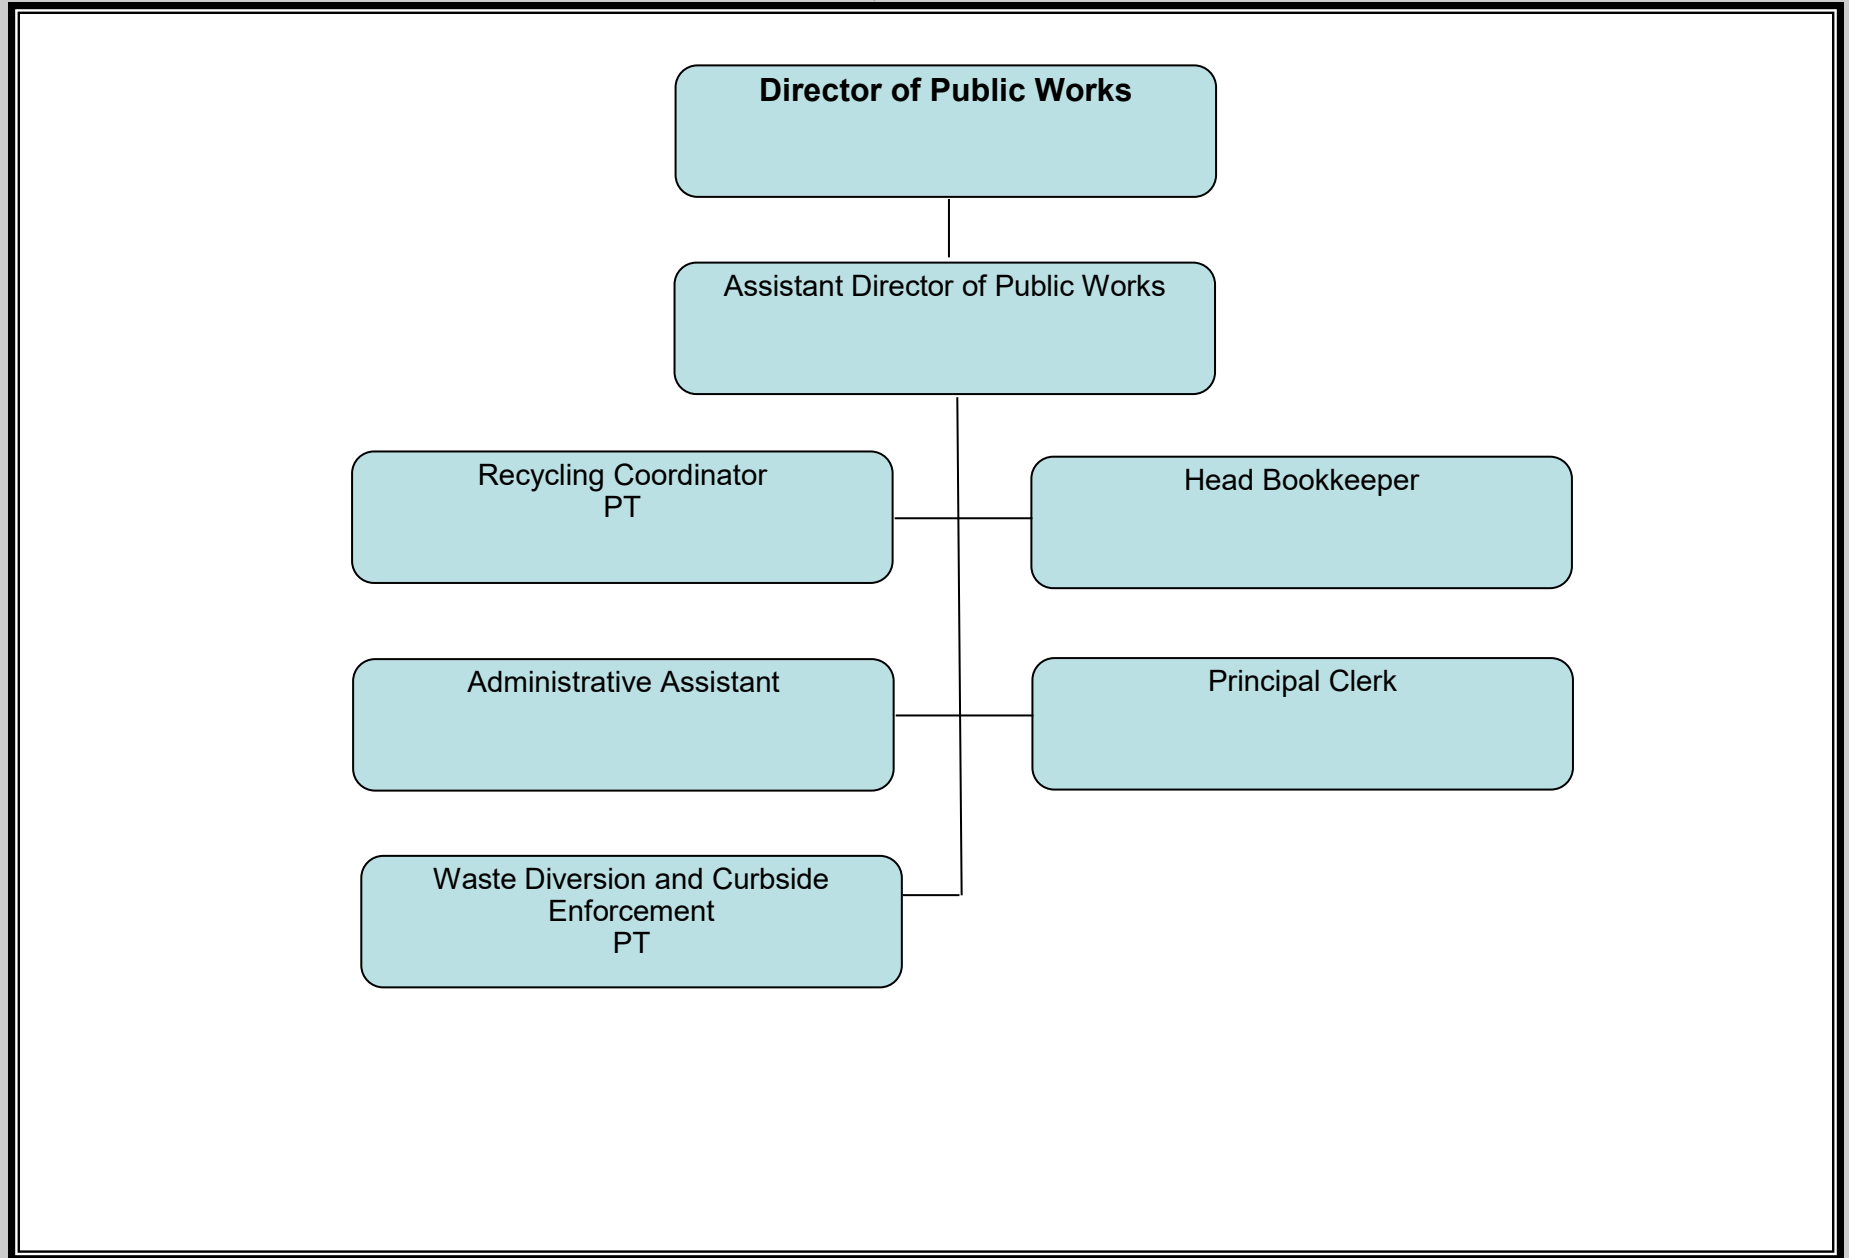 Director of Public Works
Assistant Director of Public Works
Recycling Coordinator
PT
Head Bookkeeper
Administrative Assistant
Principal Clerk
Waste Diversion and Curbside
Enforcement
PT